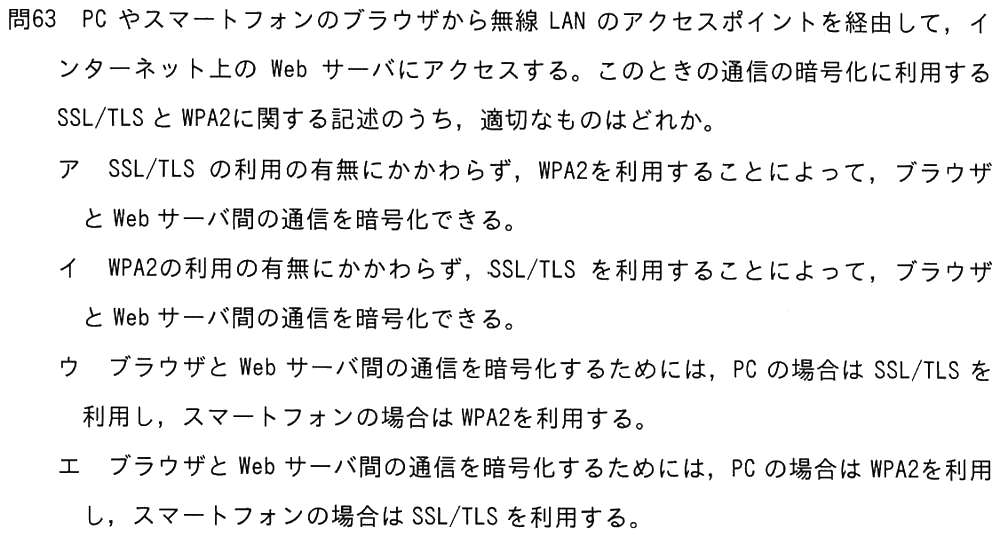 問63　PC やスマートフォンのブラウザから無線 LAN のアクセスポイントを経由して，イ
ンターネット上の Web サーバにアクセスする。このときの通信の暗号化に利用する
SSL/TLS と WPA2に関する記述のうち，適切なものはどれか。
ア　SSL/TLS の利用の有無にかかわらず，WPA2を利用することによって，ブラウザ
と Web サーバ間の通信を暗号化できる。
イ　WPA2の利用の有無にかかわらず，SSL/TLS を利用することによって，ブラウザ
と Web サーバ間の通信を暗号化できる。
ウ　ブラウザと Web サーバ間の通信を暗号化するためには，PC の場合は SSL/TLS を
利用し，スマートフォンの場合は WPA2を利用する。
エ　ブラウザと Web サーバ間の通信を暗号化するためには，PC の場合は WPA2を利用
し，スマートフォンの場合は SSL/TLS を利用する。